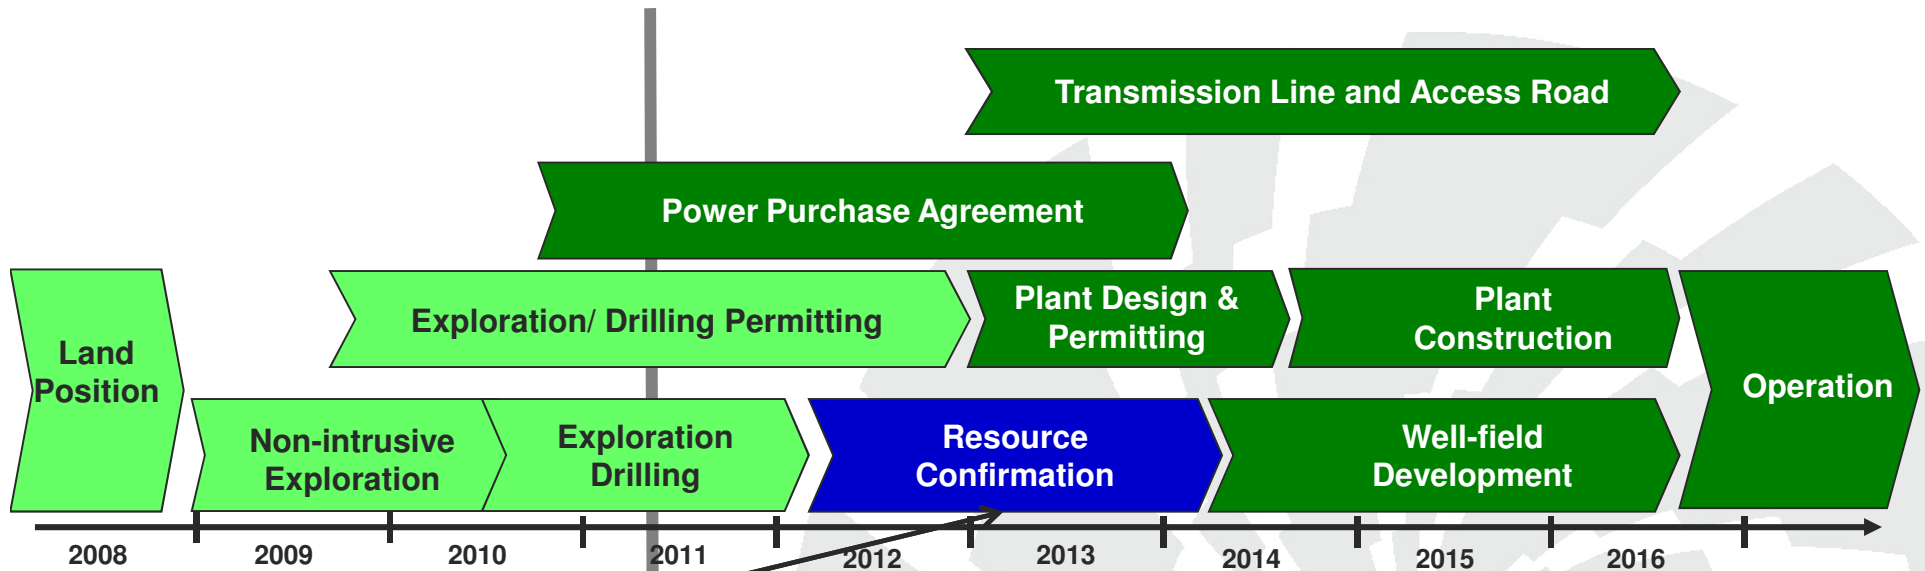 Transmission Line and Access Road
Power Purchase Agreement
Land
Position
Exploration/ Drilling Permitting
Plant Design &
Permitting
Plant
Construction
Operation
Non-intrusive
Exploration
Exploration
Drilling
Resource
Confirmation
Well-field
Development
2008 2009 2010 2011 2012 2013 2014 2015 2016